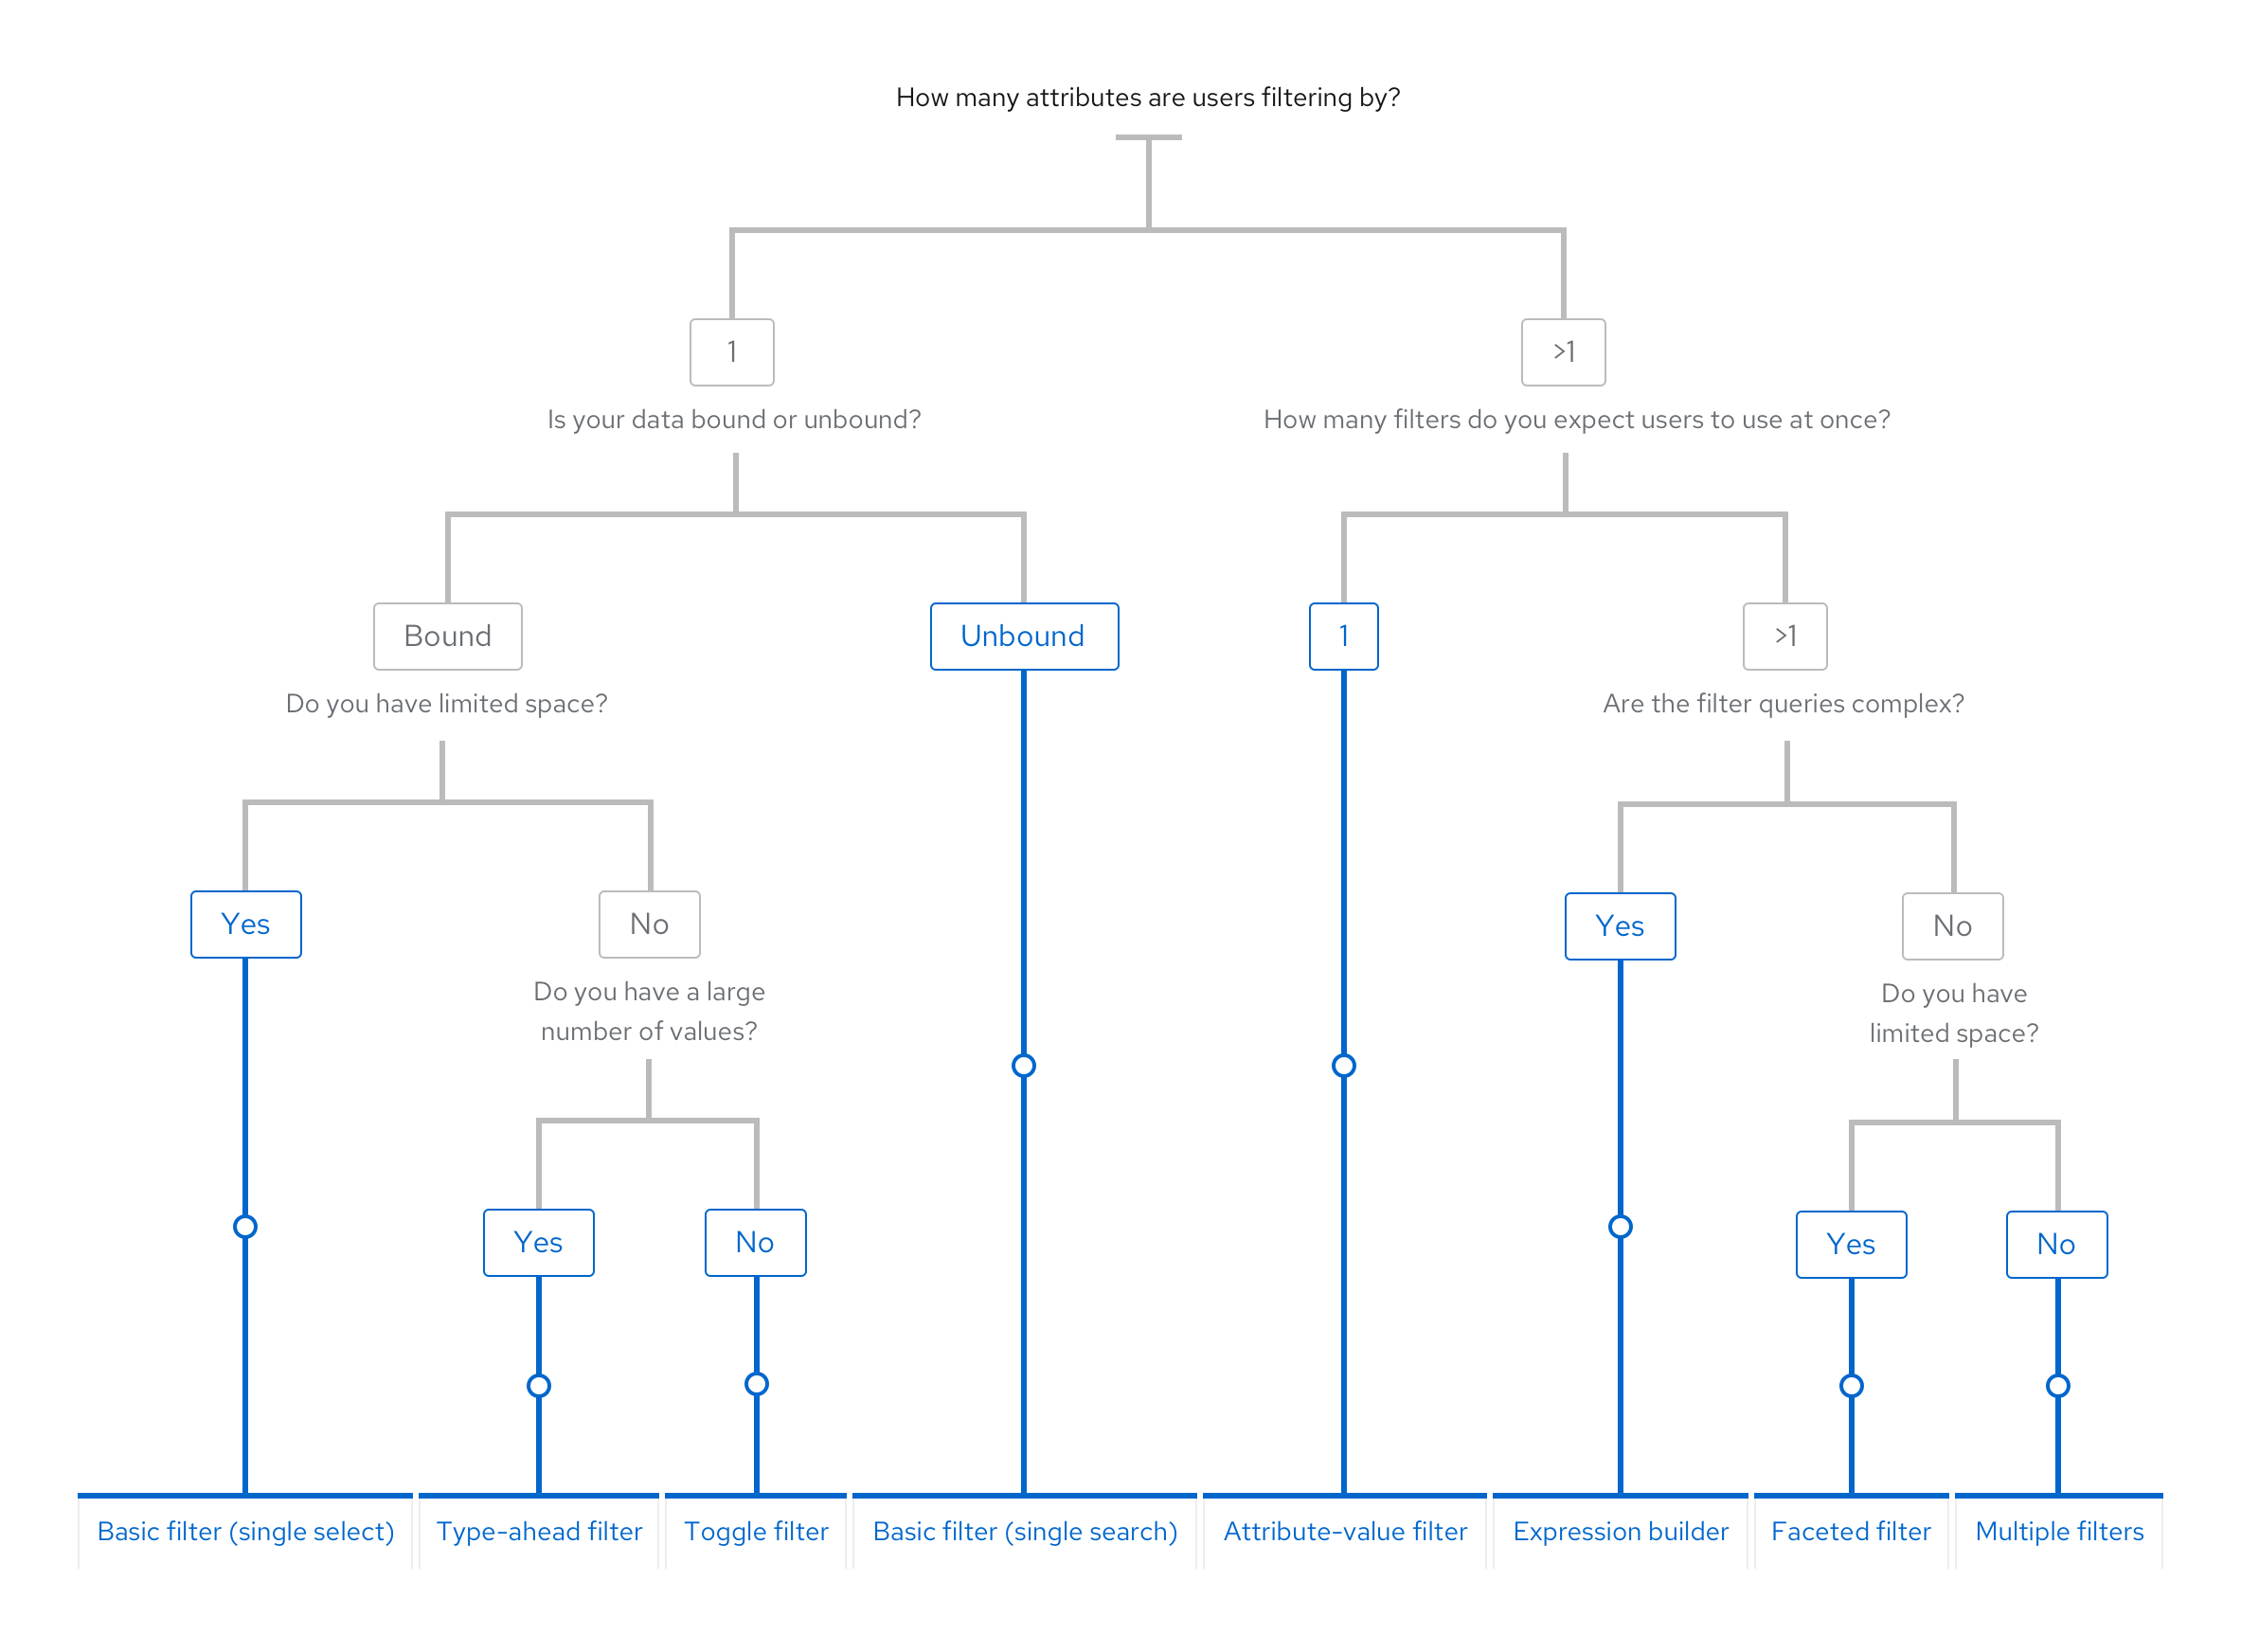 How many attributes are users filtering by?
1
>1
Is your data bound or unbound?
How many filters do you expect users to use at once?
Bound
Unbound
1
>1
Do you have limited space?
Are the filter queries complex?
Yes
No
Yes
No
Do you have a large
number of values?
Do you have
limited space?
Yes
No
Yes
No
Basic filter (single select)
Type-ahead filter
Toggle filter
Basic filter (single search)
Attribute-value filter
Expression builder
Faceted filter
Multiple filters